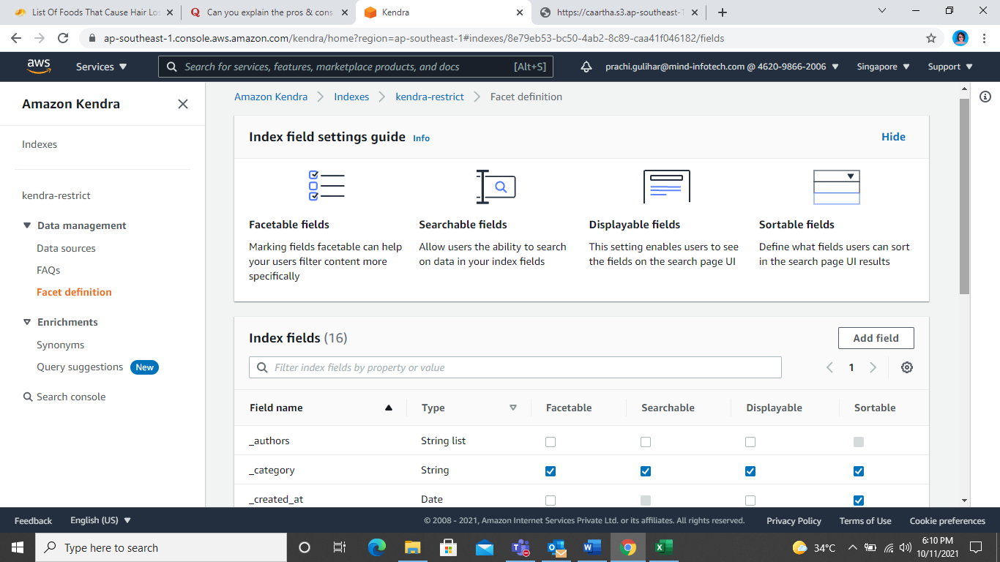 List Of Foods That Cause Hair Los
Can you explain the pros & cons
Kendra
https://caartha.s3.ap-southeast-1
ap-southeast-1.console.aws.amazon.com/kendra/home?region=ap-southeast-1#indexes/8e79eb53-bc50-4ab2-8c89-caa41f046182/fields
aws
Services
Search for services, features, marketplace products, and docs
[Alt+S]
prachi.gulihar@mind-infotech.com @ 4620-9866-2006
Singapore
Support
Amazon Kendra
Indexes
kendra-restrict
Data management
Data sources
FAQs
Facet definition
Enrichments
Synonyms
Query suggestions New
Search console
Amazon Kendra
Indexes
kendra-restrict
Facet definition
Index field settings guide Info
Hide
Facetable fields
Marking fields facetable can help
your users filter content more
specifically
Searchable fields
Allow users the ability to search
on data in your index fields
Displayable fields
This setting enables users to see
the fields on the search page UI
Sortable fields
Define what fields users can sort
in the search page UI results
Index fields (16)
Add field
Filter index fields by property or value
1
Field name Type Facetable Searchable Displayable Sortable
_authors String list
_category String
_created_at Date
Feedback English (US) © 2008 - 2021, Amazon Internet Services Private Ltd. or its affiliates. All rights reserved. Privacy Policy Terms of Use Cookie preferences
Type here to search
34°C
6:10 PM
10/11/2021